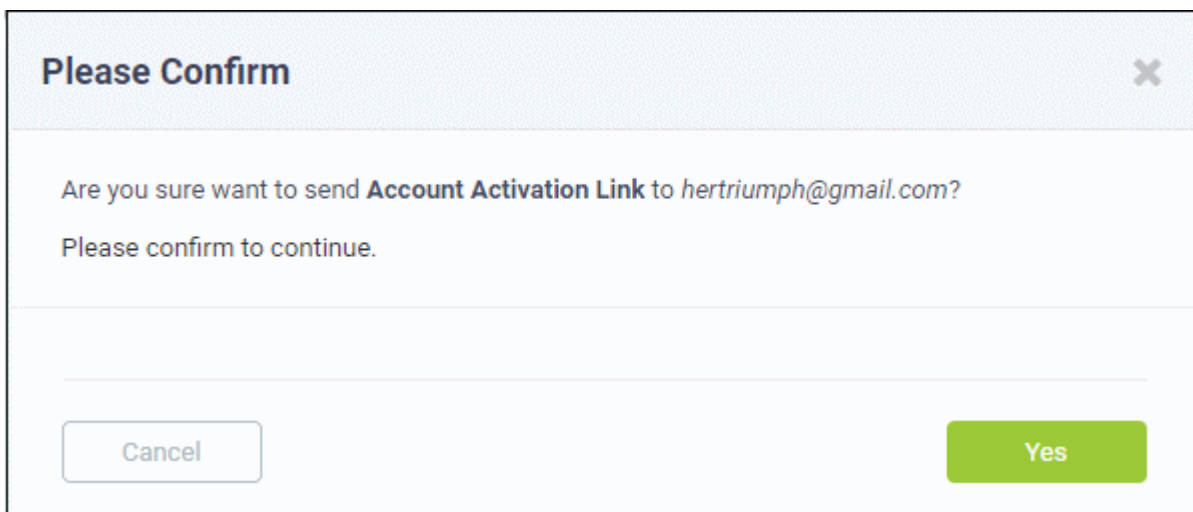 Please Confirm
Are you sure want to send Account Activation Link to hertriumph@gmail.com?
Please confirm to continue.
Cancel
Yes